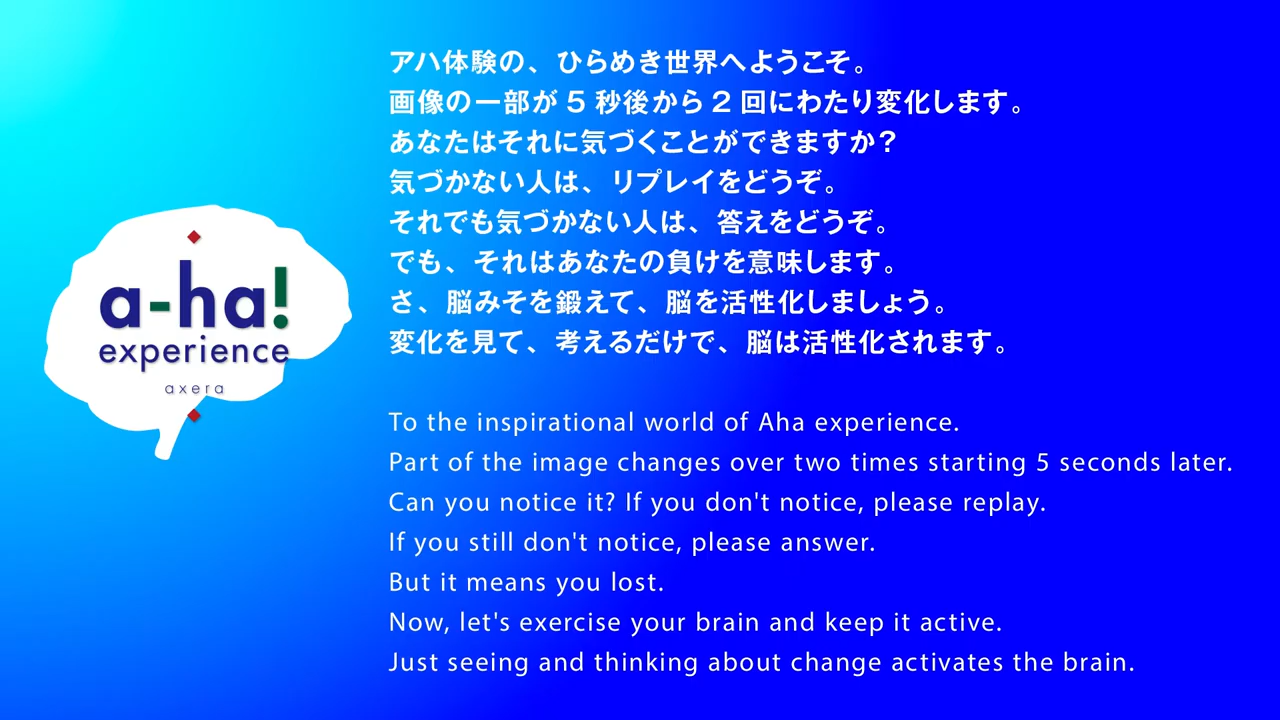 a-ha!
experience
axera
アハ体験の、ひらめき世界へようこそ。
画像の一部が5秒後から2回にわたり変化します。
あなたはそれに気づくことができますか?
気づかない人は、リプレイをどうぞ。
それでも気づかない人は、答えをどうぞ。
でも、それはあなたの負けを意味します。
さ、脳みそを鍛えて、脳を活性化しましょう。
変化を見て、考えるだけで、脳は活性化されます。
To the inspirational world of Aha experience.
Part of the image changes over two times starting 5 seconds later.
Can you notice it? If you don't notice, please replay.
If you still don't notice, please answer.
But it means you lost.
Now, let's exercise your brain and keep it active.
Just seeing and thinking about change activates the brain.